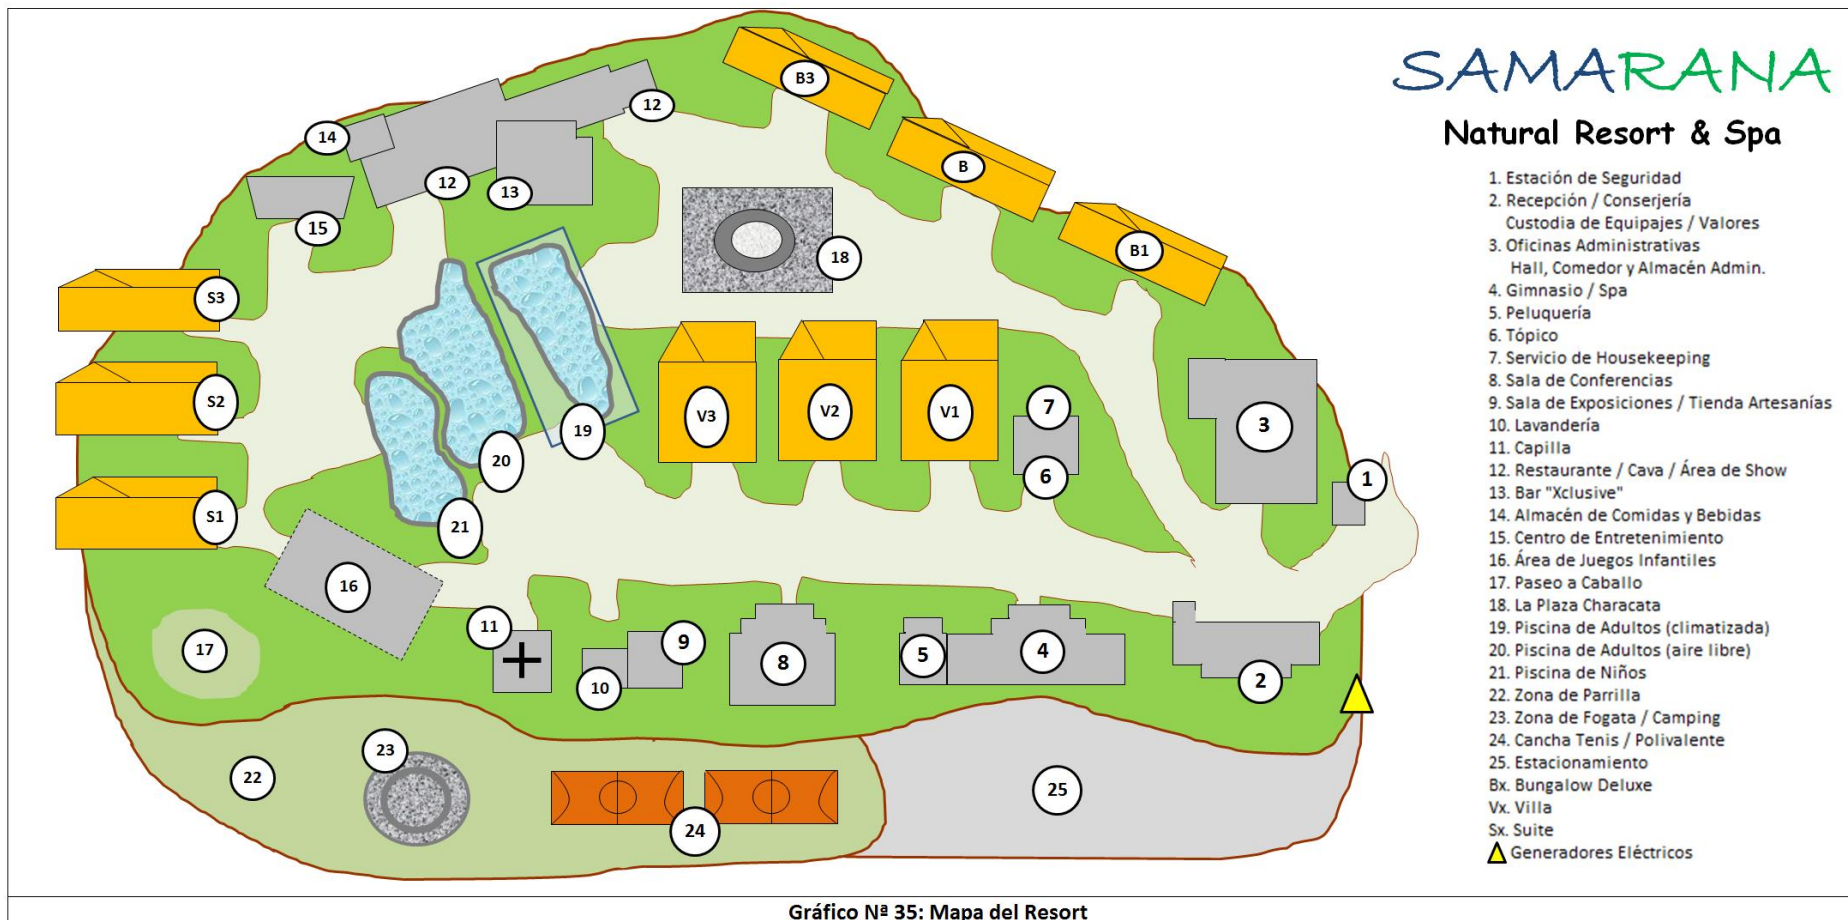 SAMARANA
Natural Resort & Spa
1. Estación de Seguridad
2. Recepción / Conserjería
Custodia de Equipajes / Valores
3. Oficinas Administrativas
Hall, Comedor y Almacén Admin.
4. Gimnasio / Spa
5. Peluquería
6. Tópico
7. Servicio de Housekeeping
8. Sala de Conferencias
9. Sala de Exposiciones / Tienda Artesanías
10. Lavandería
11. Capilla
12. Restaurante / Cava / Área de Show
13. Bar "Xclusive"
14. Almacén de Comidas y Bebidas
15. Centro de Entretenimiento
16. Área de Juegos Infantiles
17. Paseo a Caballo
18. La Plaza Characata
19. Piscina de Adultos (climatizada)
20. Piscina de Adultos (aire libre)
21. Piscina de Niños
22. Zona de Parrilla
23. Zona de Fogata / Camping
24. Cancha Tenis / Polivalente
25. Estacionamiento
Bx. Bungalow Deluxe
Vx. Villa
Sx. Suite
Generadores Eléctricos
B3
12
14
B
12
13
15
B1
18
S3
S2
V3
V2
V1
7
3
19
20
6
1
S1
21
16
11
9
17
8
5
4
10
2
23
22
25
24
Gráfico Nª 35: Mapa del Resort